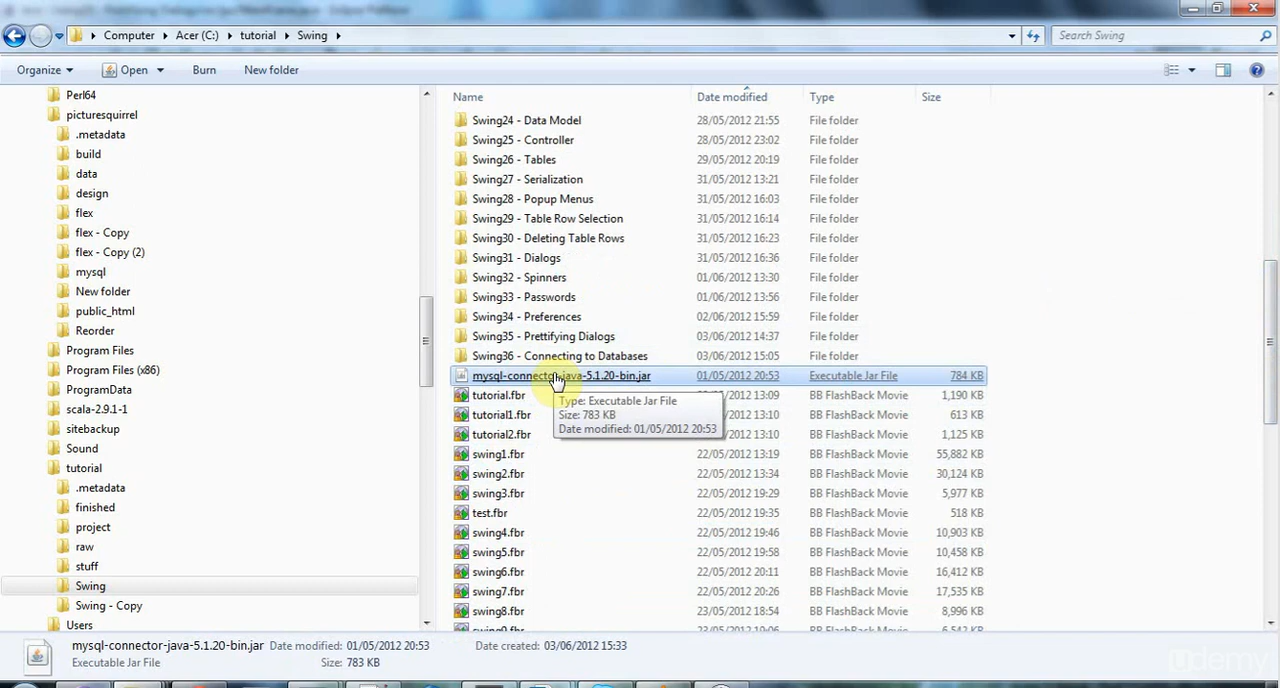 Computer Acer (C:) tutorial Swing
Search Swing
Organize Open Burn New folder
Perl64
picturesquirrel
.metadata
build
data
design
flex
flex - Copy
flex - Copy (2)
mysql
New folder
public_html
Reorder
Program Files
Program Files (x86)
ProgramData
scala-2.9.1-1
sitebackup
Sound
tutorial
.metadata
finished
project
raw
stuff
Swing
Swing - Copy
Users
Name Date modified Type Size
Swing24 - Data Model 28/05/2012 21:55 File folder
Swing25 - Controller 28/05/2012 23:02 File folder
Swing26 - Tables 29/05/2012 20:19 File folder
Swing27 - Serialization 31/05/2012 13:21 File folder
Swing28 - Popup Menus 31/05/2012 16:03 File folder
Swing29 - Table Row Selection 31/05/2012 16:14 File folder
Swing30 - Deleting Table Rows 31/05/2012 16:23 File folder
Swing31 - Dialogs 31/05/2012 16:36 File folder
Swing32 - Spinners 01/06/2012 13:30 File folder
Swing33 - Passwords 01/06/2012 13:56 File folder
Swing34 - Preferences 02/06/2012 15:59 File folder
Swing35 - Prettifying Dialogs 03/06/2012 14:37 File folder
Swing36 - Connecting to Databases 03/06/2012 15:05 File folder
mysql-connector-java-5.1.20-bin.jar 01/05/2012 20:53 Executable Jar File 784 KB
tutorial.fbr 13:09 BB FlashBack Movie 1,190 KB
tutorial1.fbr 13:10 BB FlashBack Movie 613 KB
tutorial2.fbr 13:10 BB FlashBack Movie 1,125 KB
Type: Executable Jar File
Size: 783 KB
Date modified: 01/05/2012 20:53
swing1.fbr 22/05/2012 13:19 BB FlashBack Movie 55,882 KB
swing2.fbr 22/05/2012 13:34 BB FlashBack Movie 30,124 KB
swing3.fbr 22/05/2012 19:29 BB FlashBack Movie 5,977 KB
test.fbr 22/05/2012 19:35 BB FlashBack Movie 518 KB
swing4.fbr 22/05/2012 19:46 BB FlashBack Movie 10,903 KB
swing5.fbr 22/05/2012 19:58 BB FlashBack Movie 10,458 KB
swing6.fbr 22/05/2012 20:11 BB FlashBack Movie 16,412 KB
swing7.fbr 22/05/2012 20:26 BB FlashBack Movie 17,535 KB
swing8.fbr 23/05/2012 18:54 BB FlashBack Movie 8,996 KB
swing9.fbr 23/05/2012 19:06 BB FlashBack Movie 6,542 KB
mysql-connector-java-5.1.20-bin.jar Date modified: 01/05/2012 20:53 Date created: 03/06/2012 15:33
Executable Jar File Size: 783 KB
udemy